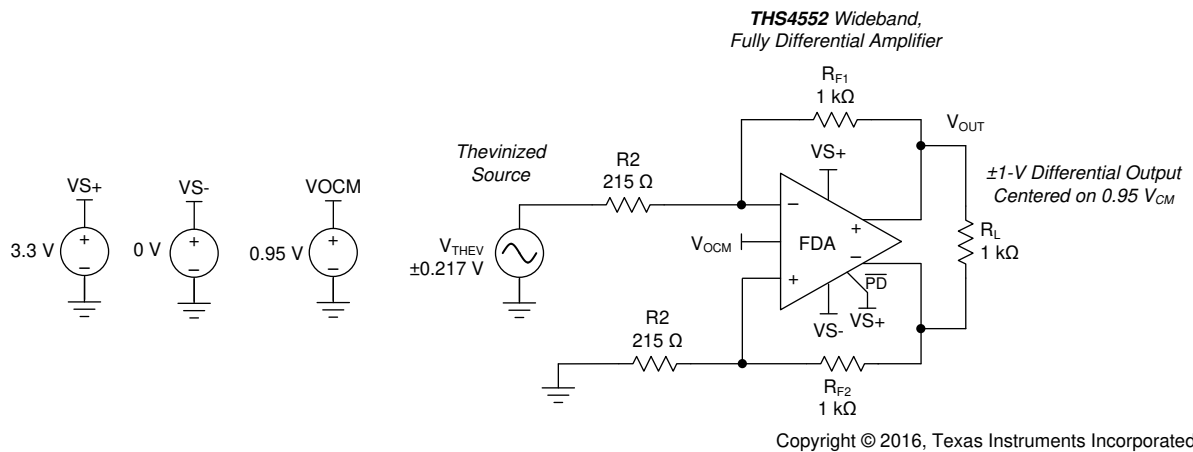 THS4552 Wideband,
Fully Differential Amplifier
RF1
1 kΩ
VOUT
Thevinized
Source
R2
215 Ω
VS+
±1-V Differential Output
Centered on 0.95 VCM
VS+
VS-
VOCM
3.3 V
0 V
0.95 V
+
−
+
−
+
−
VTHEV
±0.217 V
VOCM
−
+
FDA
+
−
PD
VS-
VS+
RL
1 kΩ
R2
215 Ω
RF2
1 kΩ
Copyright © 2016, Texas Instruments Incorporated